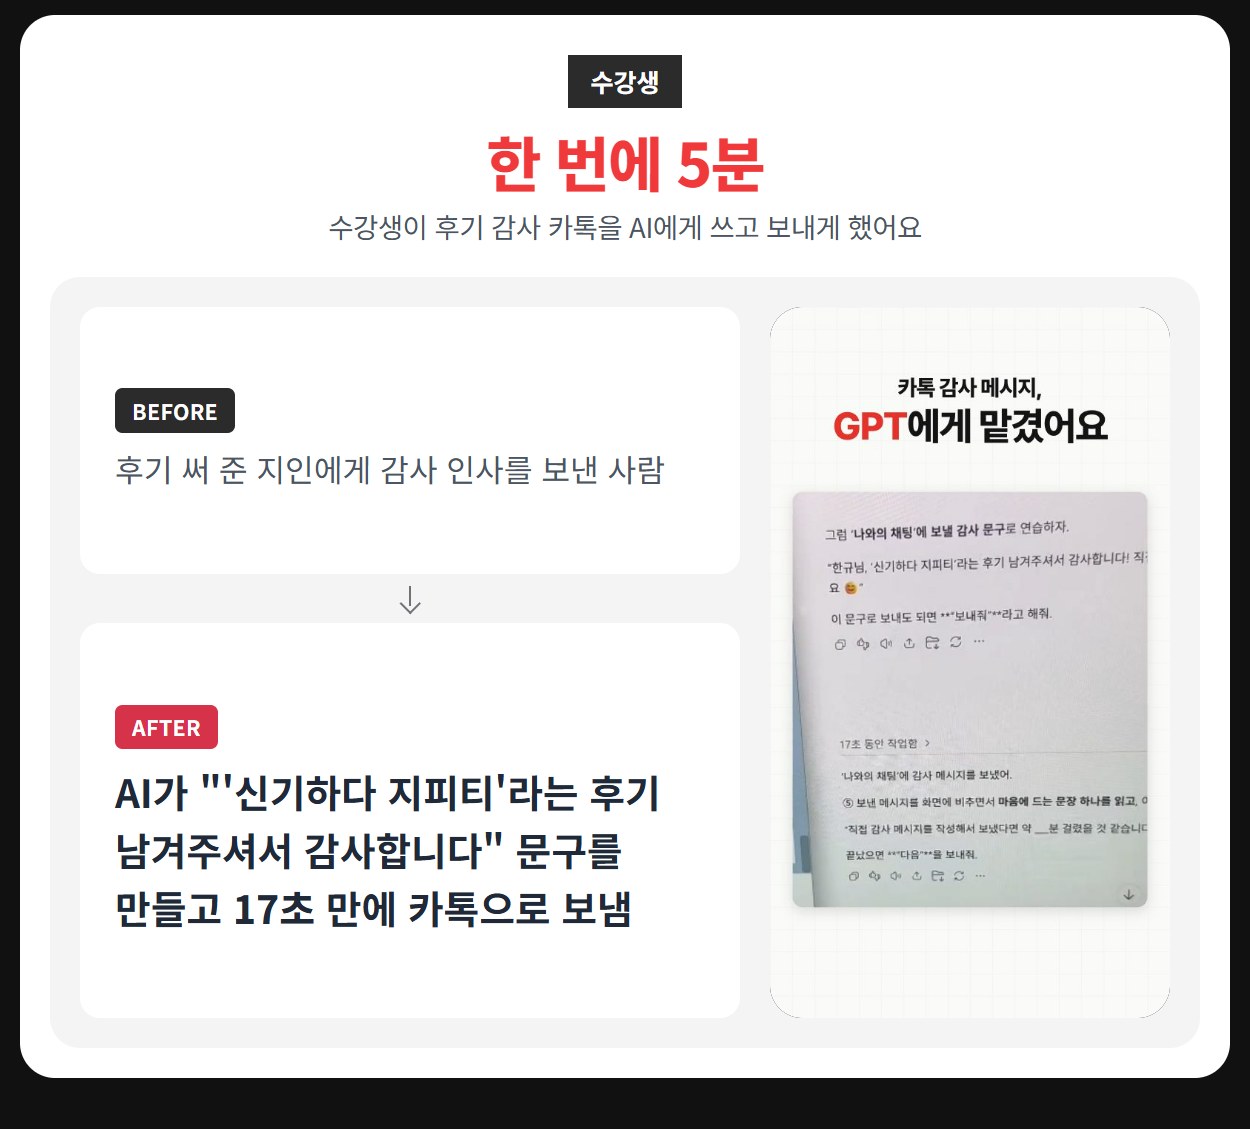 수강생
한 번에 5분
수강생이 후기 감사 카톡을 AI에게 쓰고 보내게 했어요
BEFORE
후기 써 준 지인에게 감사 인사를 보낸 사람
AFTER
AI가 "'신기하다 지피티'라는 후기
남겨주셔서 감사합니다" 문구를
만들고 17초 만에 카톡으로 보냄
카톡 감사 메시지,
GPT에게 맡겼어요
그럼 '나와의 채팅'에 보낼 감사 문구로 연습하자.
"한규님, '신기하다 지피티'라는 후기 남겨주셔서 감사합니다! 직
요 😄"
이 문구로 보내도 되면 **"보내줘"**라고 해줘.
17초 동안 작업함 >
'나와의 채팅'에 감사 메시지를 보냈어.
⑤ 보낸 메시지를 화면에 비추면서 마음에 드는 문장 하나를 읽고,
"직접 감사 메시지를 작성해서 보냈다면 약 __분 걸렸을 것 같습니다
끝났으면 **"다음"**을 보내줘.